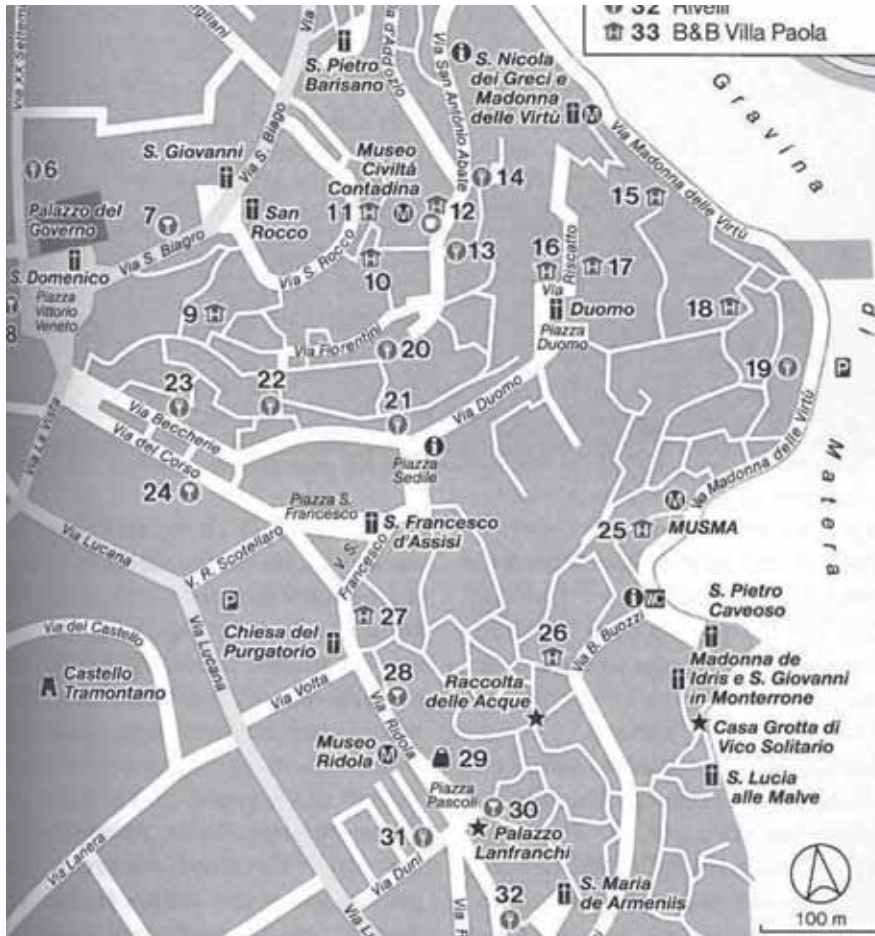 32 Rivelli
33 B&B Villa Paola
Via
S. Pietro
Barisano
Via San António Abate
S. Nicola
dei Greci e
Madonna
delle Virtù
Gravina
di
Matera
Via Madonna delle Virtù
S. Giovanni
Via S. Biago
Museo
Civiltá
Contadina
14
15
6
Palazzo del
Governo
7
San
Rocco
11
12
Via S. Biagro
Via S. Rocco
13
16
17
Via
Riscatto
S. Domenico
Piazza
Vittorio
Veneto
8
10
9
Duomo
Piazza
Duomo
18
Via Fiorentini
20
19
23
22
21
Via Duomo
Via La Vista
Via Beccherie
Via del Corso
Piazza
Sedile
Via Madonna delle Virtù
24
Piazza S.
Francesco
S. Francesco
d'Assisi
25
MUSMA
Via Lucana
V. R. Scotellaro
V. S.
Francesco
P
P
WC
S. Pietro
Caveoso
Via del Castello
Via Lucana
Chiesa del
Purgatorio
27
26
Via B. Buozzi
Madonna de
Idris e S. Giovanni
in Monterrone
Castello
Tramontano
28
Raccolta
delle Acque
Via Volta
Via Ridola
Casa Grotta di
Vico Solitario
Museo
Ridola
29
Piazza
Pascoli
S. Lucia
alle Malve
30
Palazzo
Lanfranchi
31
Via Lanera
Via Duni
32
S. Maria
de Armeniis
100 m